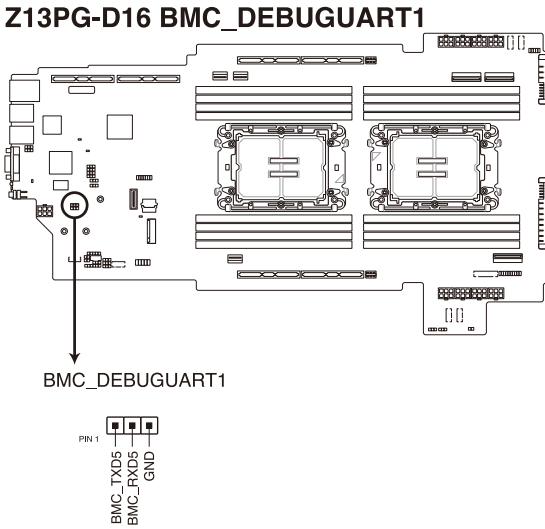 Z13PG-D16 BMC_DEBUGUART1
BMC_DEBUGUART1
PIN 1
BMC_TXD5
BMC_RXD5
GND